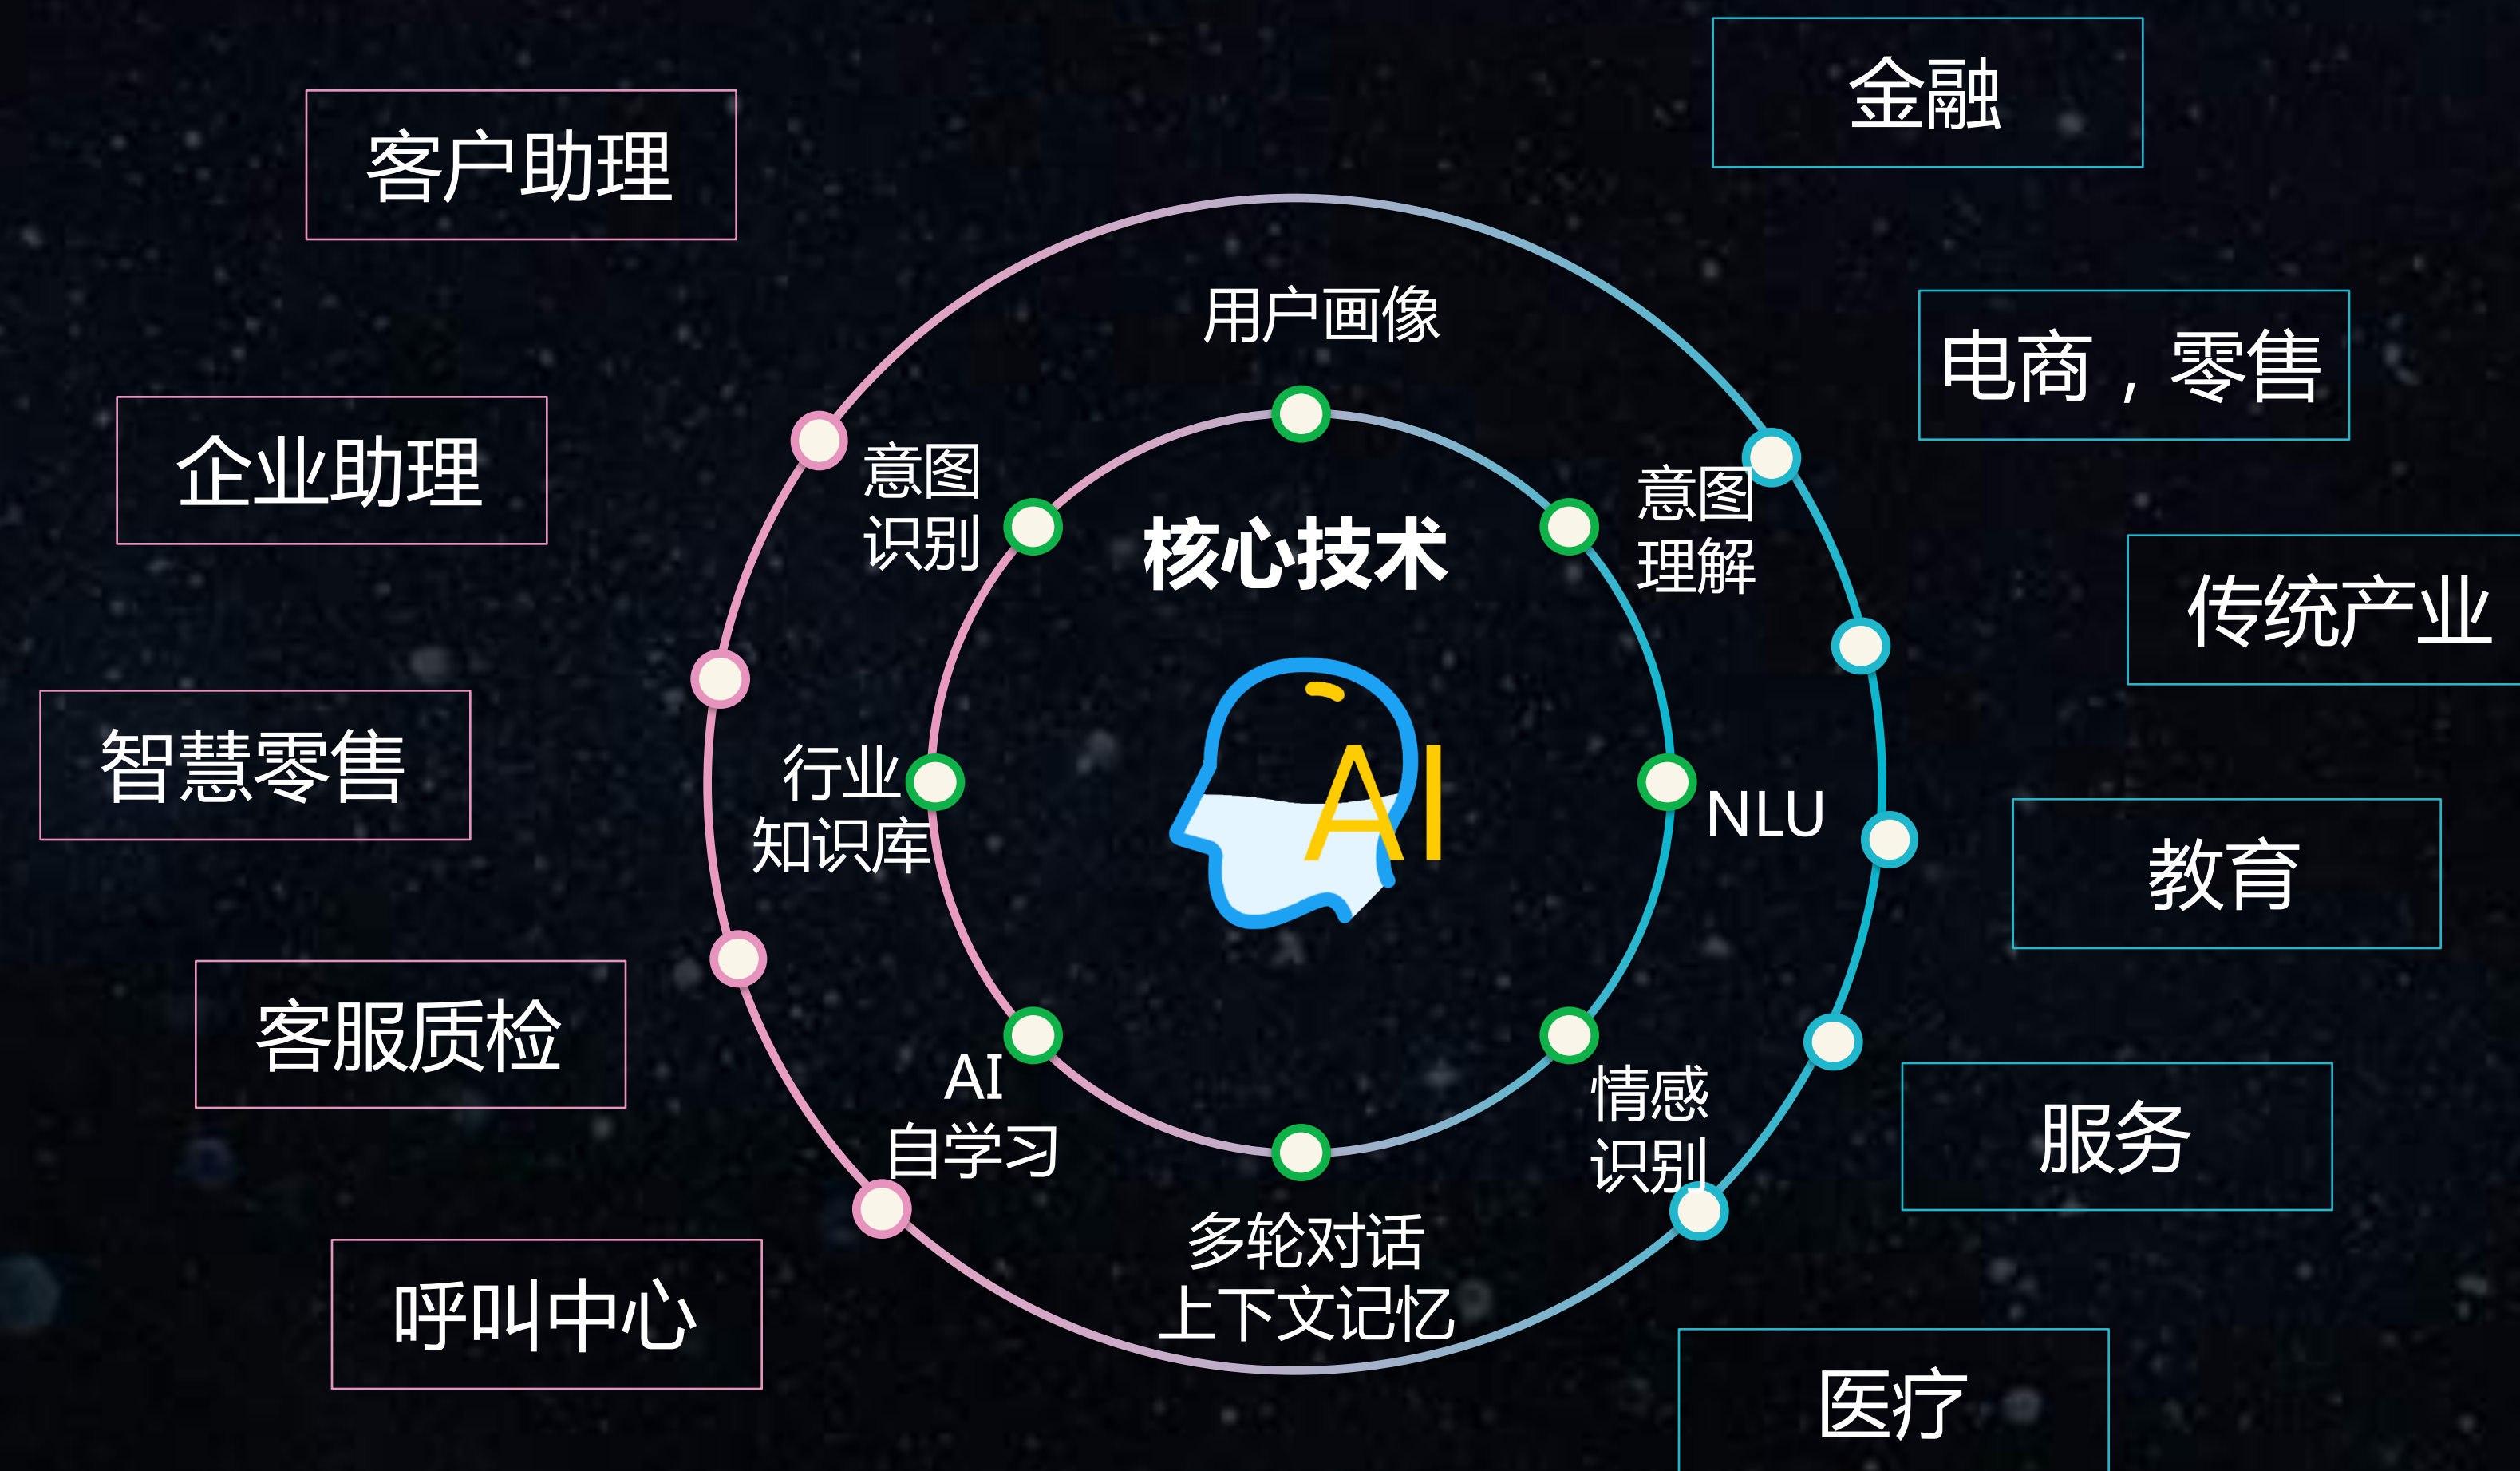 金融
客户助理
用户画像
电商，零售
企业助理
意图
识别
意图
理解
核心技术
传统产业
智慧零售
行业
知识库
AI
NLU
教育
客服质检
AI
自学习
情感
识别
服务
多轮对话
上下文记忆
呼叫中心
医疗